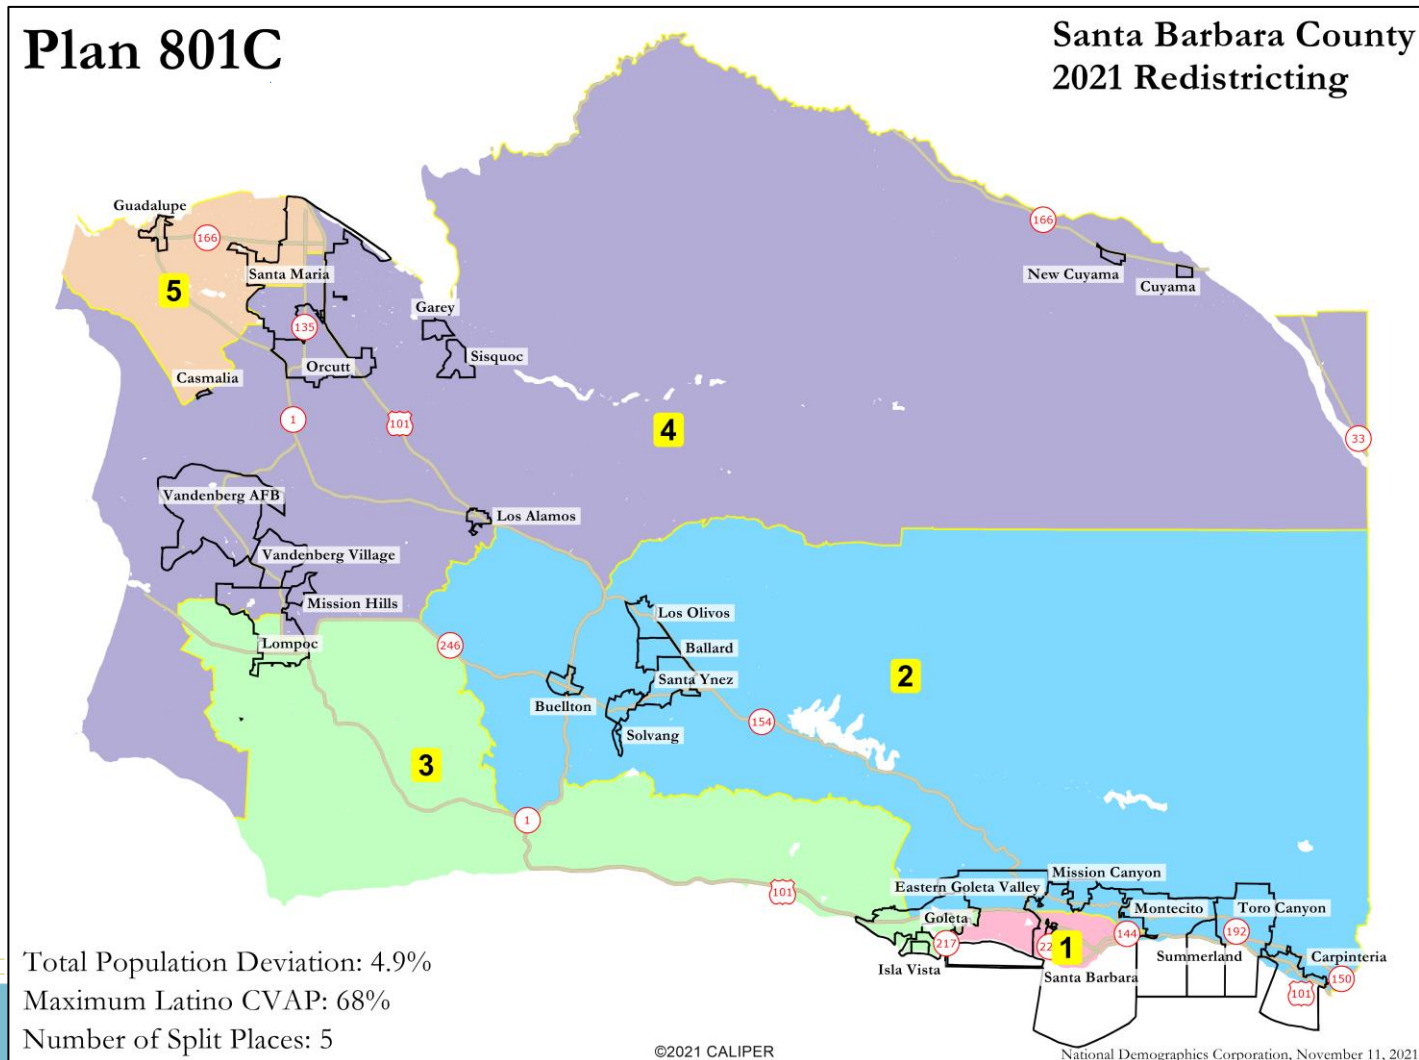 Plan 801C
Santa Barbara County
2021 Redistricting
Guadalupe
166
166
Santa Maria
New Cuyama
Cuyama
5
Garey
135
Sisquoc
Orcutt
Casmalia
1
101
4
33
Vandenberg AFB
Los Alamos
Vandenberg Village
Mission Hills
Los Olivos
Lompoc
246
Ballard
Santa Ynez
2
Buellton
154
Solvang
3
1
Mission Canyon
Eastern Goleta Valley
101
Montecito
Toro Canyon
Goleta
217
22
1
144
192
Isla Vista
Santa Barbara
Summerland
Carpinteria
150
101
Total Population Deviation: 4.9%
Maximum Latino CVAP: 68%
Number of Split Places: 5
©2021 CALIPER
National Demographics Corporation, November 11, 2021